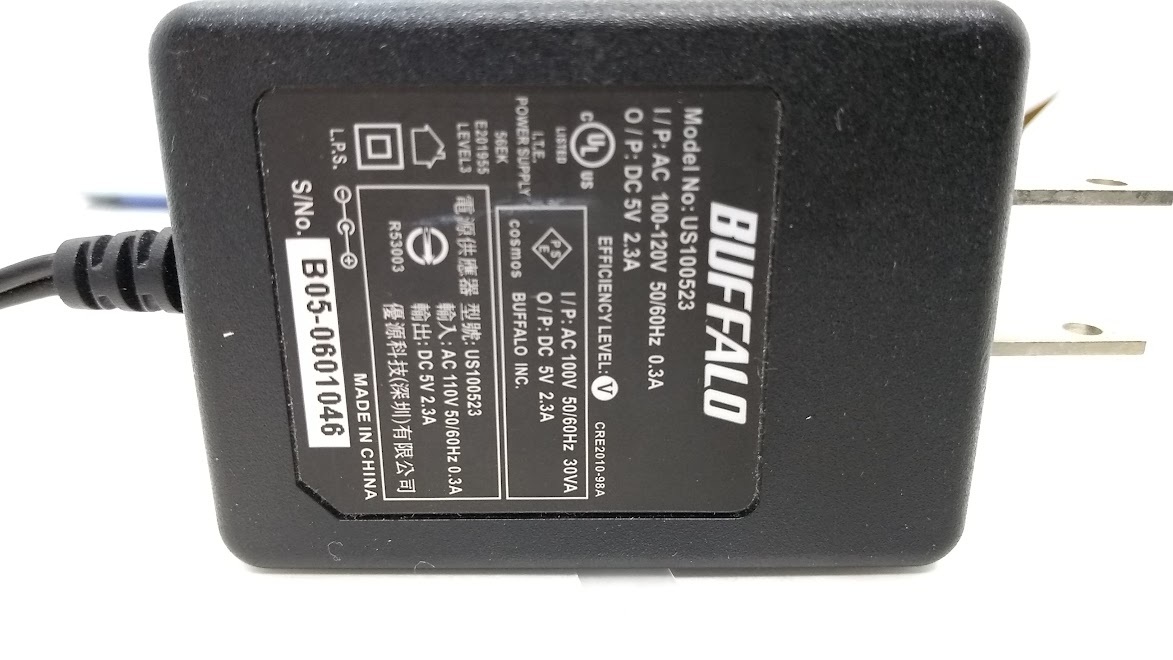 BUFFALO
Model No: US100523
I/P: AC 100-120V 50/60Hz 0.3A
O/P: DC 5V 2.3A
EFFICIENCY LEVEL: V
CRE2010-98A
C UL US
LISTED
I.T.E.
POWER SUPPLY
56EK
E201955
LEVEL3
L.P.S.
PS
E
I/P: AC 100V 50/60Hz 30VA
O/P: DC 5V 2.3A
cosmos BUFFALO INC.
電源供應器 型號: US100523
輸入: AC 110V 50/60Hz 0.3A
輸出: DC 5V 2.3A
R53003
優源科技(深圳)有限公司
C
MADE IN CHINA
S/No. B05-0601046